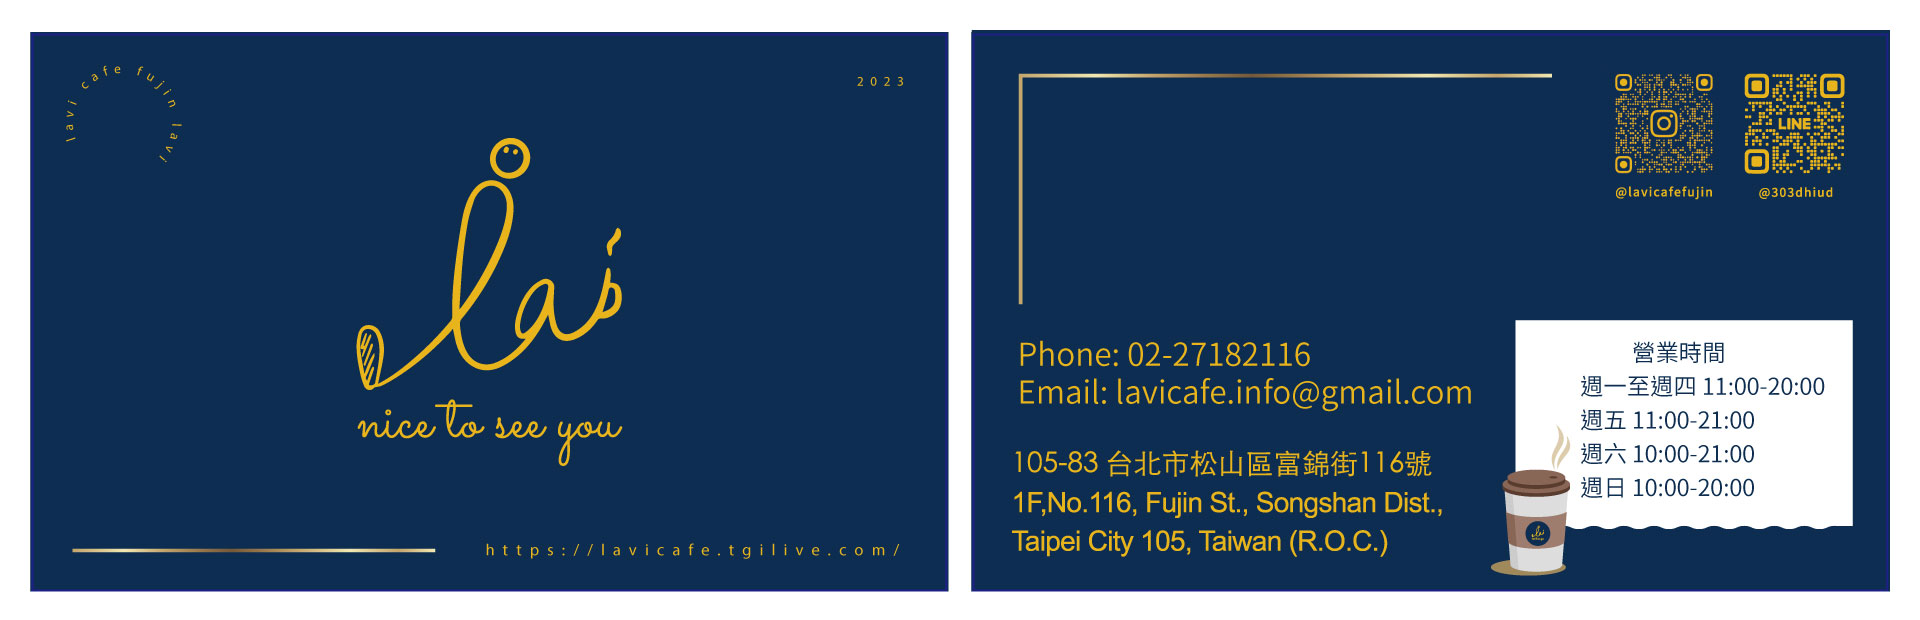 lavi cafe fujin lavi
2023
lai
nice to see you
https://lavicafe.tgilive.com/
LINE
@lavicafefujin
@303dhiud
Phone: 02-27182116
Email: lavicafe.info@gmail.com
105-83 台北市松山區富錦街116號
1F,No.116, Fujin St., Songshan Dist.,
Taipei City 105, Taiwan (R.O.C.)
營業時間
週一至週四 11:00-20:00
週五 11:00-21:00
週六 10:00-21:00
週日 10:00-20:00